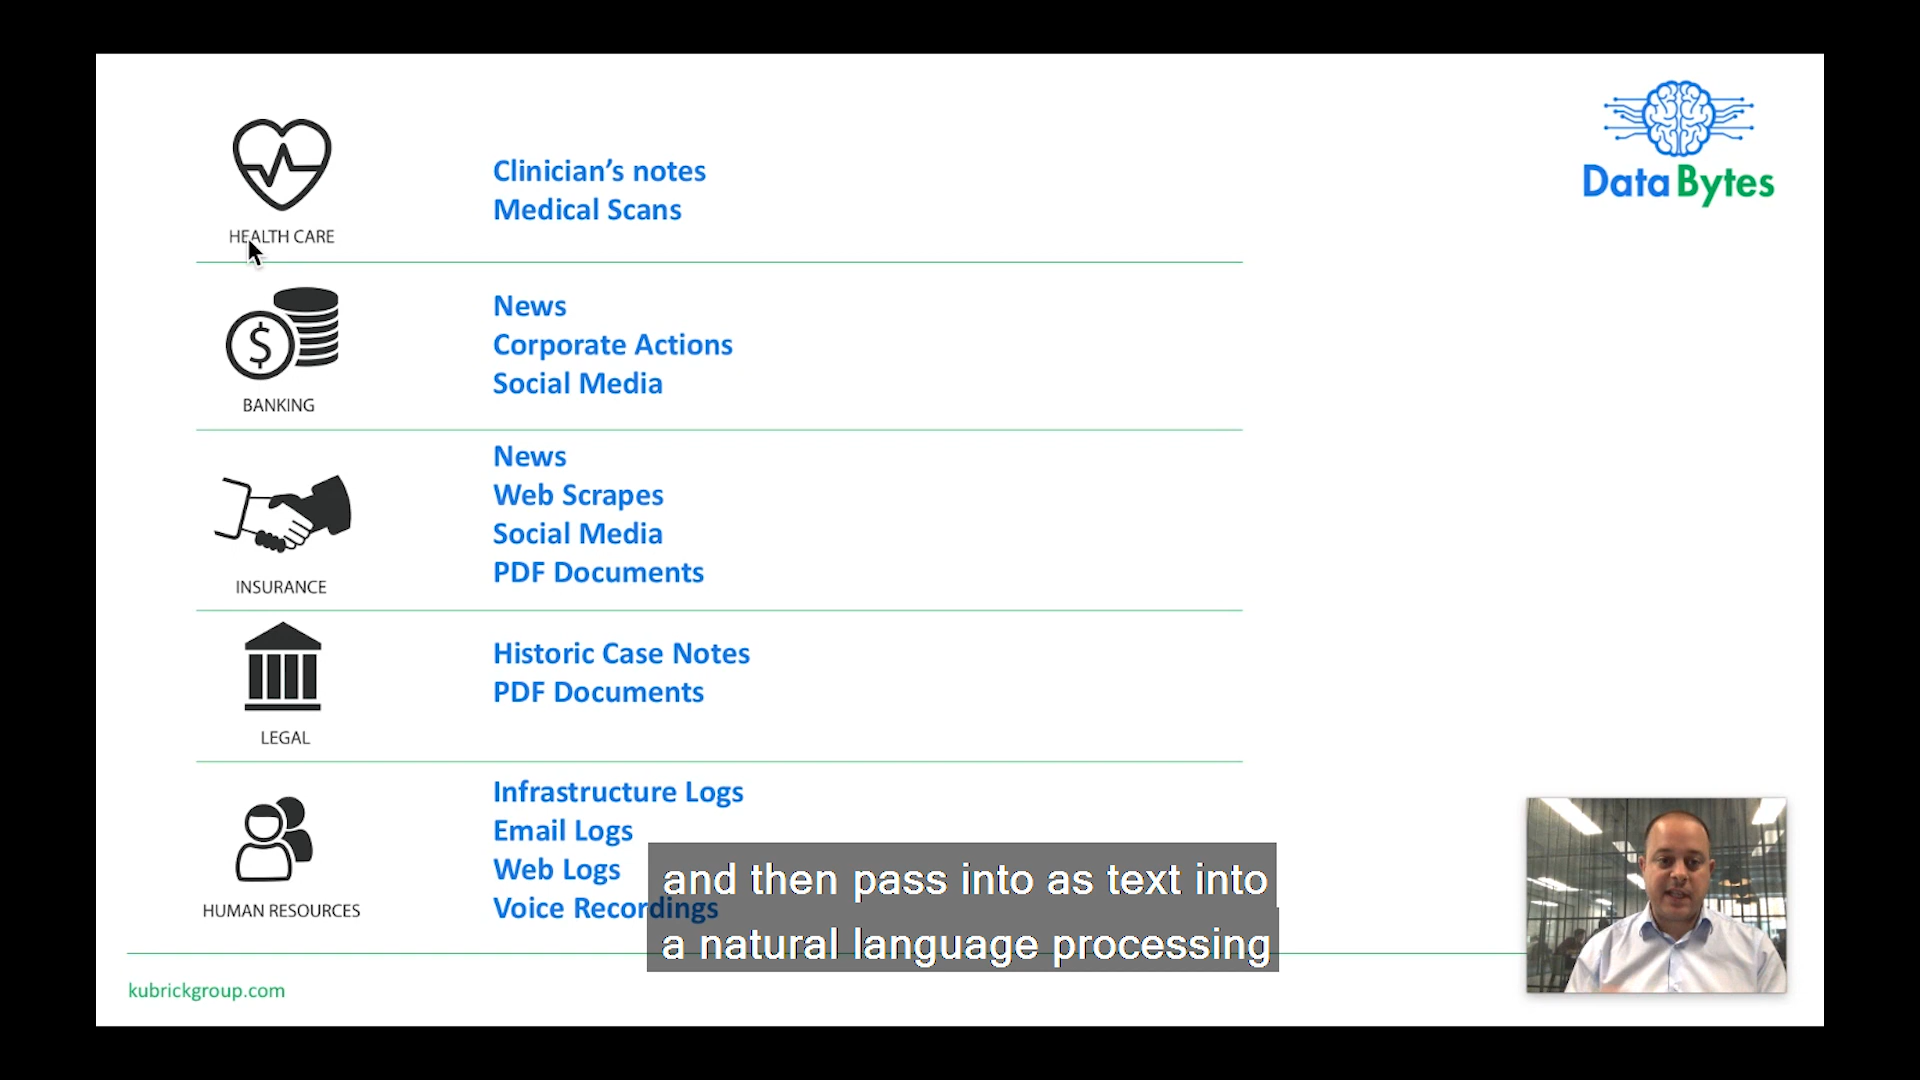 Data Bytes
Clinician's notes
Medical Scans
HEALTH CARE
News
Corporate Actions
Social Media
BANKING
News
Web Scrapes
Social Media
PDF Documents
INSURANCE
Historic Case Notes
PDF Documents
LEGAL
Infrastructure Logs
Email Logs
Web Logs
Voice Recordings
HUMAN RESOURCES
and then pass into as text into
a natural language processing
kubrickgroup.com